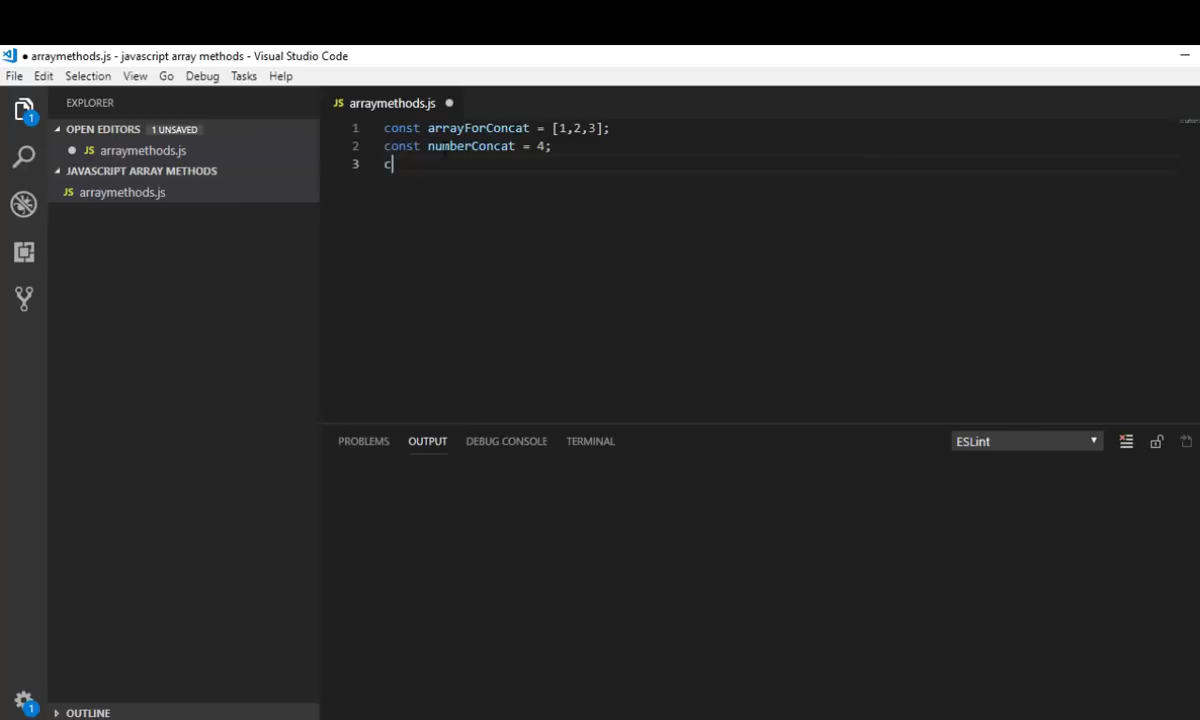 ● arraymethods.js - javascript array methods - Visual Studio Code
File Edit Selection View Go Debug Tasks Help
EXPLORER
OPEN EDITORS 1 UNSAVED
● JS arraymethods.js
JAVASCRIPT ARRAY METHODS
JS arraymethods.js
OUTLINE
1
1
JS arraymethods.js ●
1 const arrayForConcat = [1,2,3];
2 const numberConcat = 4;
3 c
PROBLEMS OUTPUT DEBUG CONSOLE TERMINAL ESLint